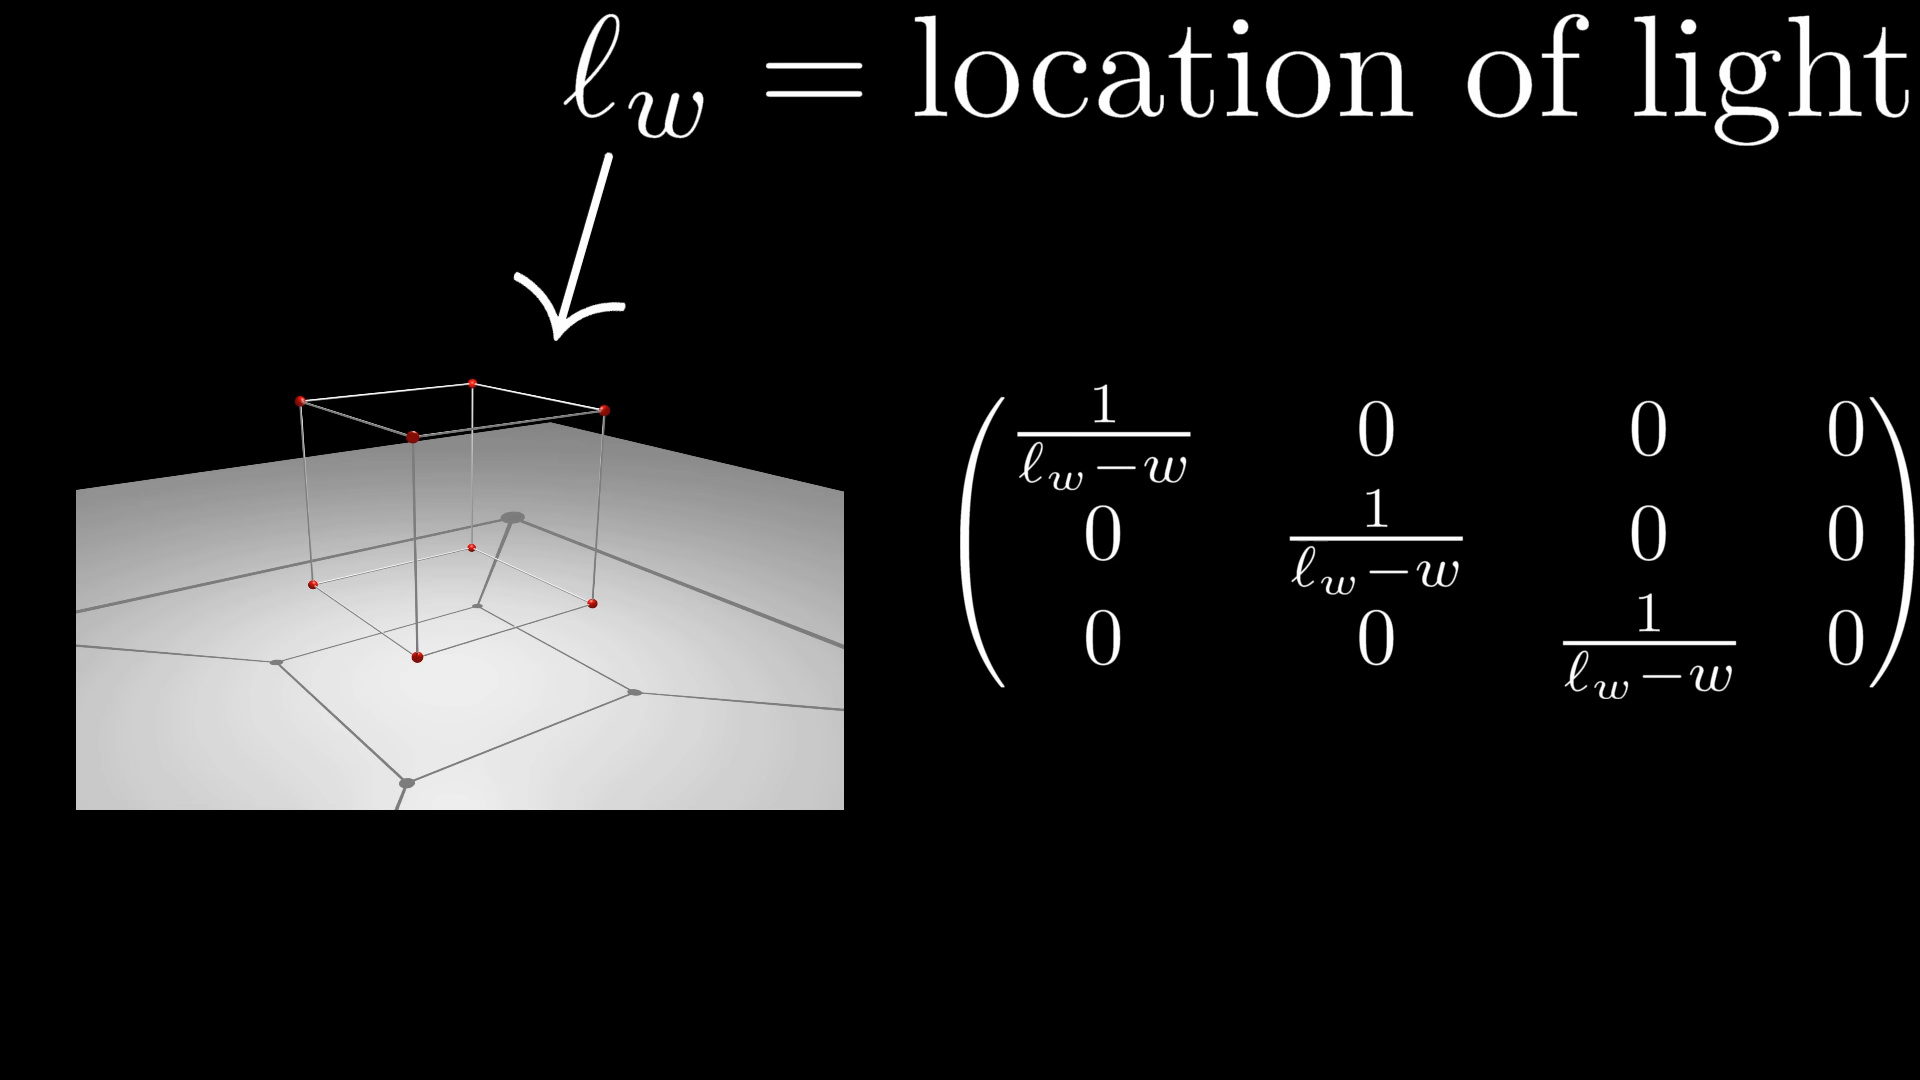 ℓ_w = location of light
( 1/(ℓ_w − w) 0 0 0
0 1/(ℓ_w − w) 0 0
0 0 1/(ℓ_w − w) 0 )